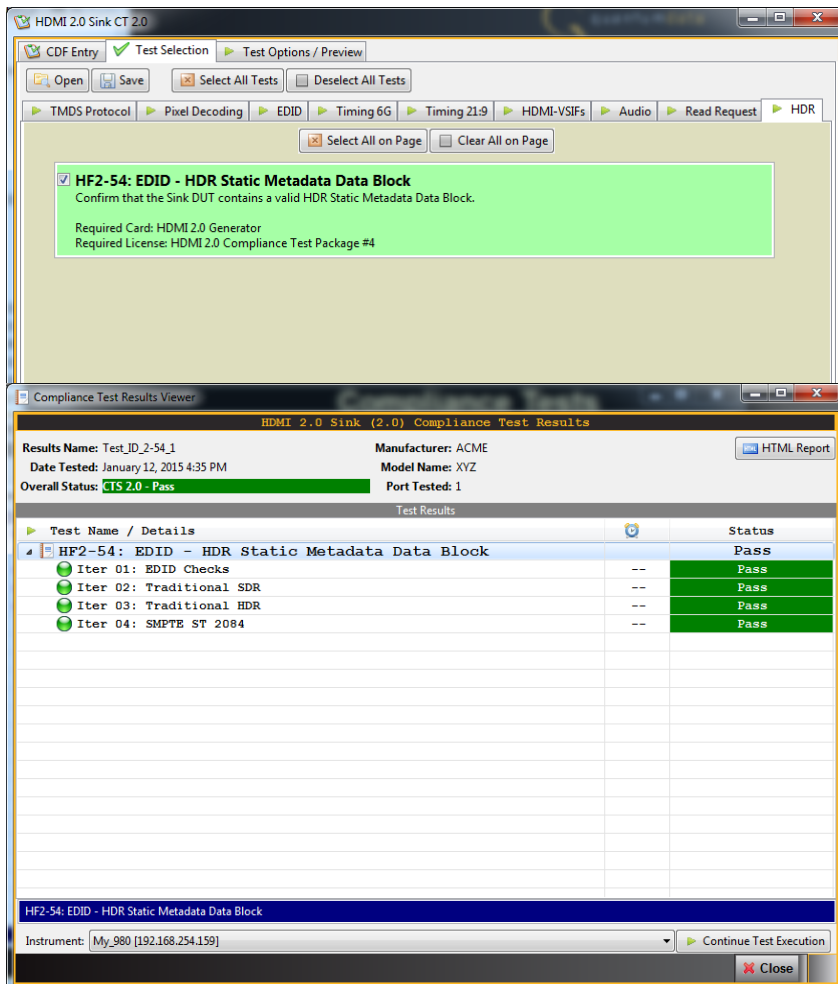 HDMI 2.0 Sink CT 2.0
CDF Entry Test Selection Test Options / Preview
Open Save Select All Tests Deselect All Tests
TMDS Protocol Pixel Decoding EDID Timing 6G Timing 21:9 HDMI-VSIFs Audio Read Request HDR
Select All on Page Clear All on Page
HF2-54: EDID - HDR Static Metadata Data Block
Confirm that the Sink DUT contains a valid HDR Static Metadata Data Block.
Required Card: HDMI 2.0 Generator
Required License: HDMI 2.0 Compliance Test Package #4
Compliance Test Results Viewer
Compliance Tests
HDMI 2.0 Sink (2.0) Compliance Test Results
Results Name: Test_ID_2-54_1 Manufacturer: ACME HTML Report
Date Tested: January 12, 2015 4:35 PM Model Name: XYZ
Overall Status: CTS 2.0 - Pass Port Tested: 1
Test Results
Test Name / Details Status
HF2-54: EDID - HDR Static Metadata Data Block Pass
Iter 01: EDID Checks -- Pass
Iter 02: Traditional SDR -- Pass
Iter 03: Traditional HDR -- Pass
Iter 04: SMPTE ST 2084 -- Pass
HF2-54: EDID - HDR Static Metadata Data Block
Instrument: My_980 [192.168.254.159] Continue Test Execution
Close